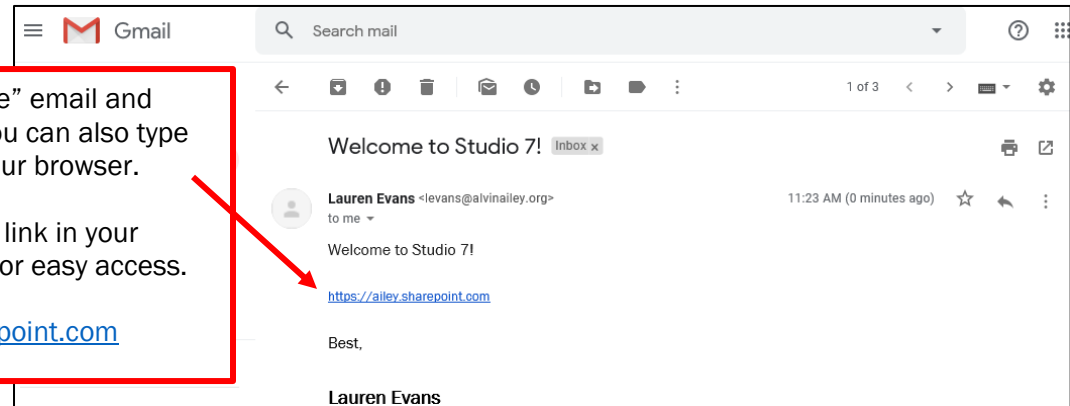 Gmail
Search mail
e” email and
ou can also type
ur browser.
link in your
or easy access.
point.com
1 of 3
Welcome to Studio 7! Inbox x
Lauren Evans <levans@alvinailey.org> 11:23 AM (0 minutes ago)
to me
Welcome to Studio 7!
https://ailey.sharepoint.com
Best,
Lauren Evans